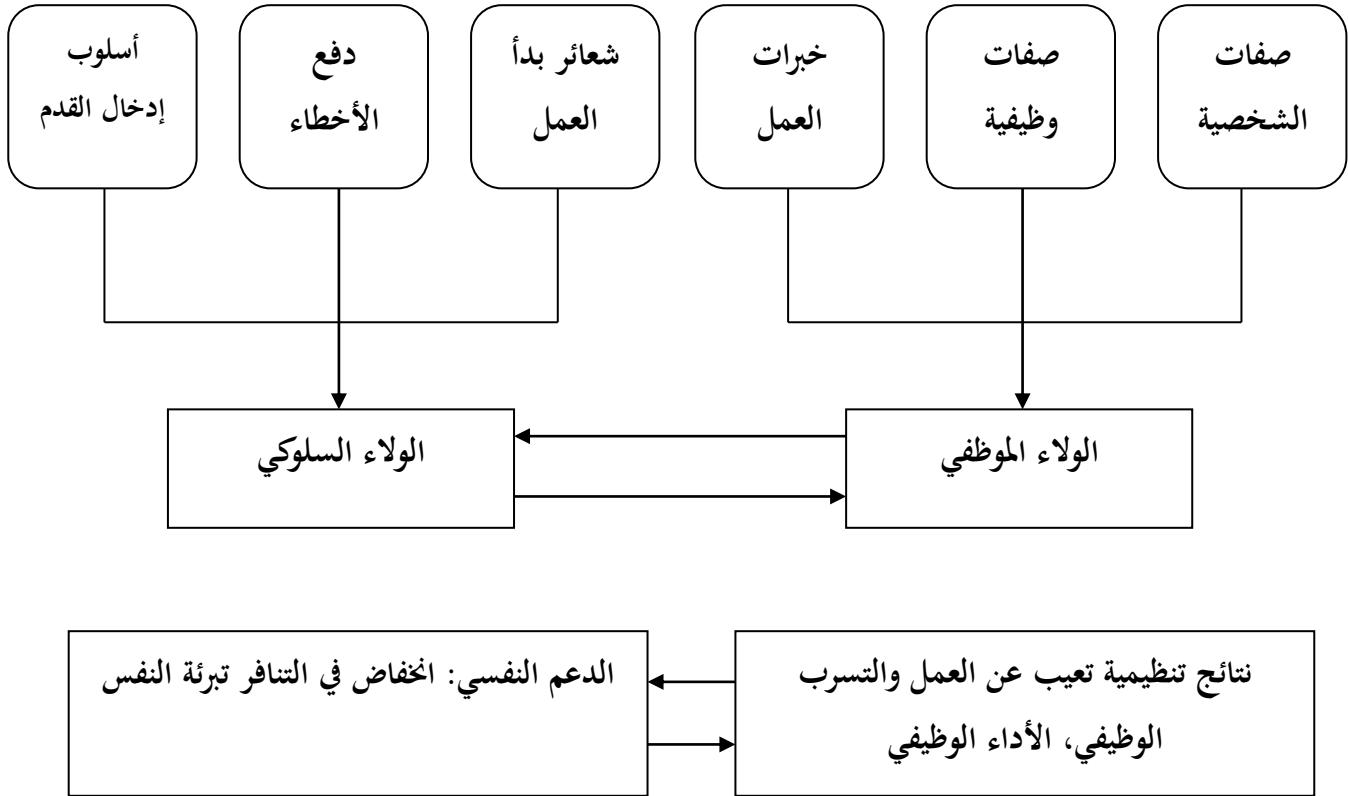 صفات
الشخصية
صفات
وظيفية
خبرات
العمل
شعائر بدأ
العمل
دفع
الأخطاء
أسلوب
إدخال القدم
الولاء الموظفي
الولاء السلوكي
نتائج تنظيمية تعيب عن العمل والتسرب
الوظيفي، الأداء الوظيفي
الدعم النفسي: انخفاض في التنافر تبرئة النفس